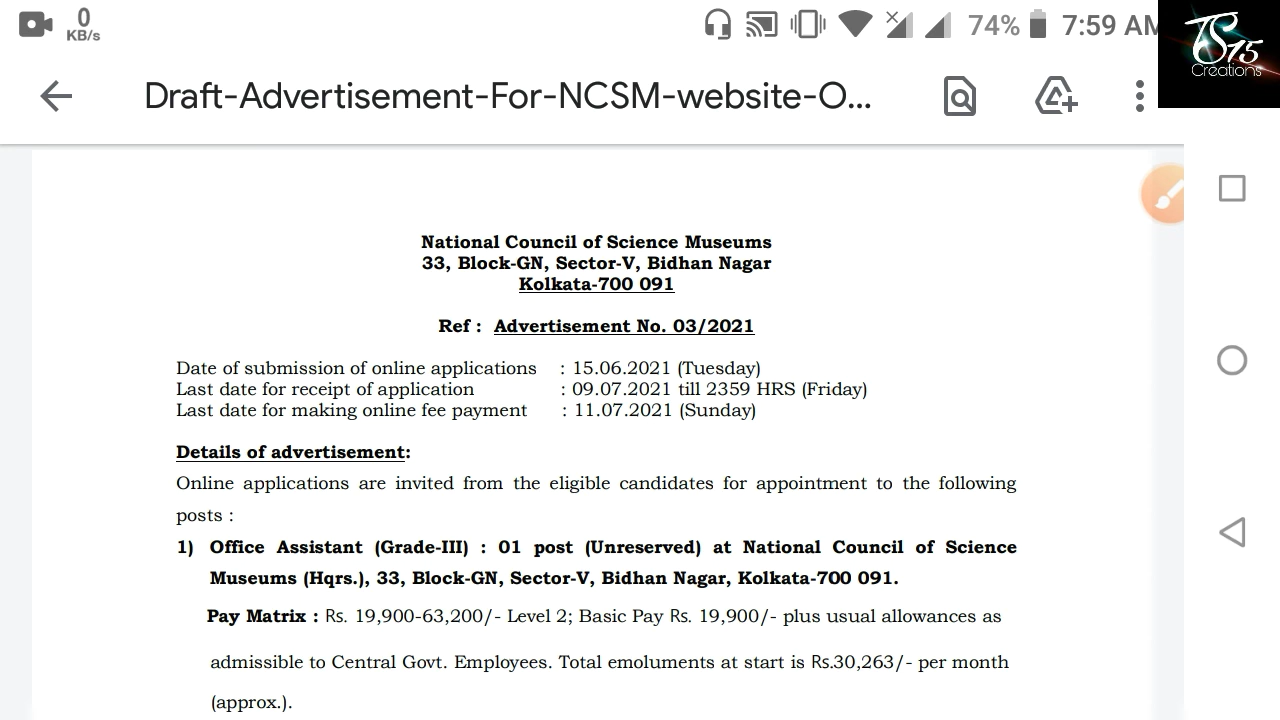 0
KB/s
74%
7:59 AM
TS75
Creations
Draft-Advertisement-For-NCSM-website-O...
National Council of Science Museums
33, Block-GN, Sector-V, Bidhan Nagar
Kolkata-700 091
Ref : Advertisement No. 03/2021
Date of submission of online applications : 15.06.2021 (Tuesday)
Last date for receipt of application : 09.07.2021 till 2359 HRS (Friday)
Last date for making online fee payment : 11.07.2021 (Sunday)
Details of advertisement:
Online applications are invited from the eligible candidates for appointment to the following
posts :
1) Office Assistant (Grade-III) : 01 post (Unreserved) at National Council of Science
Museums (Hqrs.), 33, Block-GN, Sector-V, Bidhan Nagar, Kolkata-700 091.
Pay Matrix : Rs. 19,900-63,200/- Level 2; Basic Pay Rs. 19,900/- plus usual allowances as
admissible to Central Govt. Employees. Total emoluments at start is Rs.30,263/- per month
(approx.).